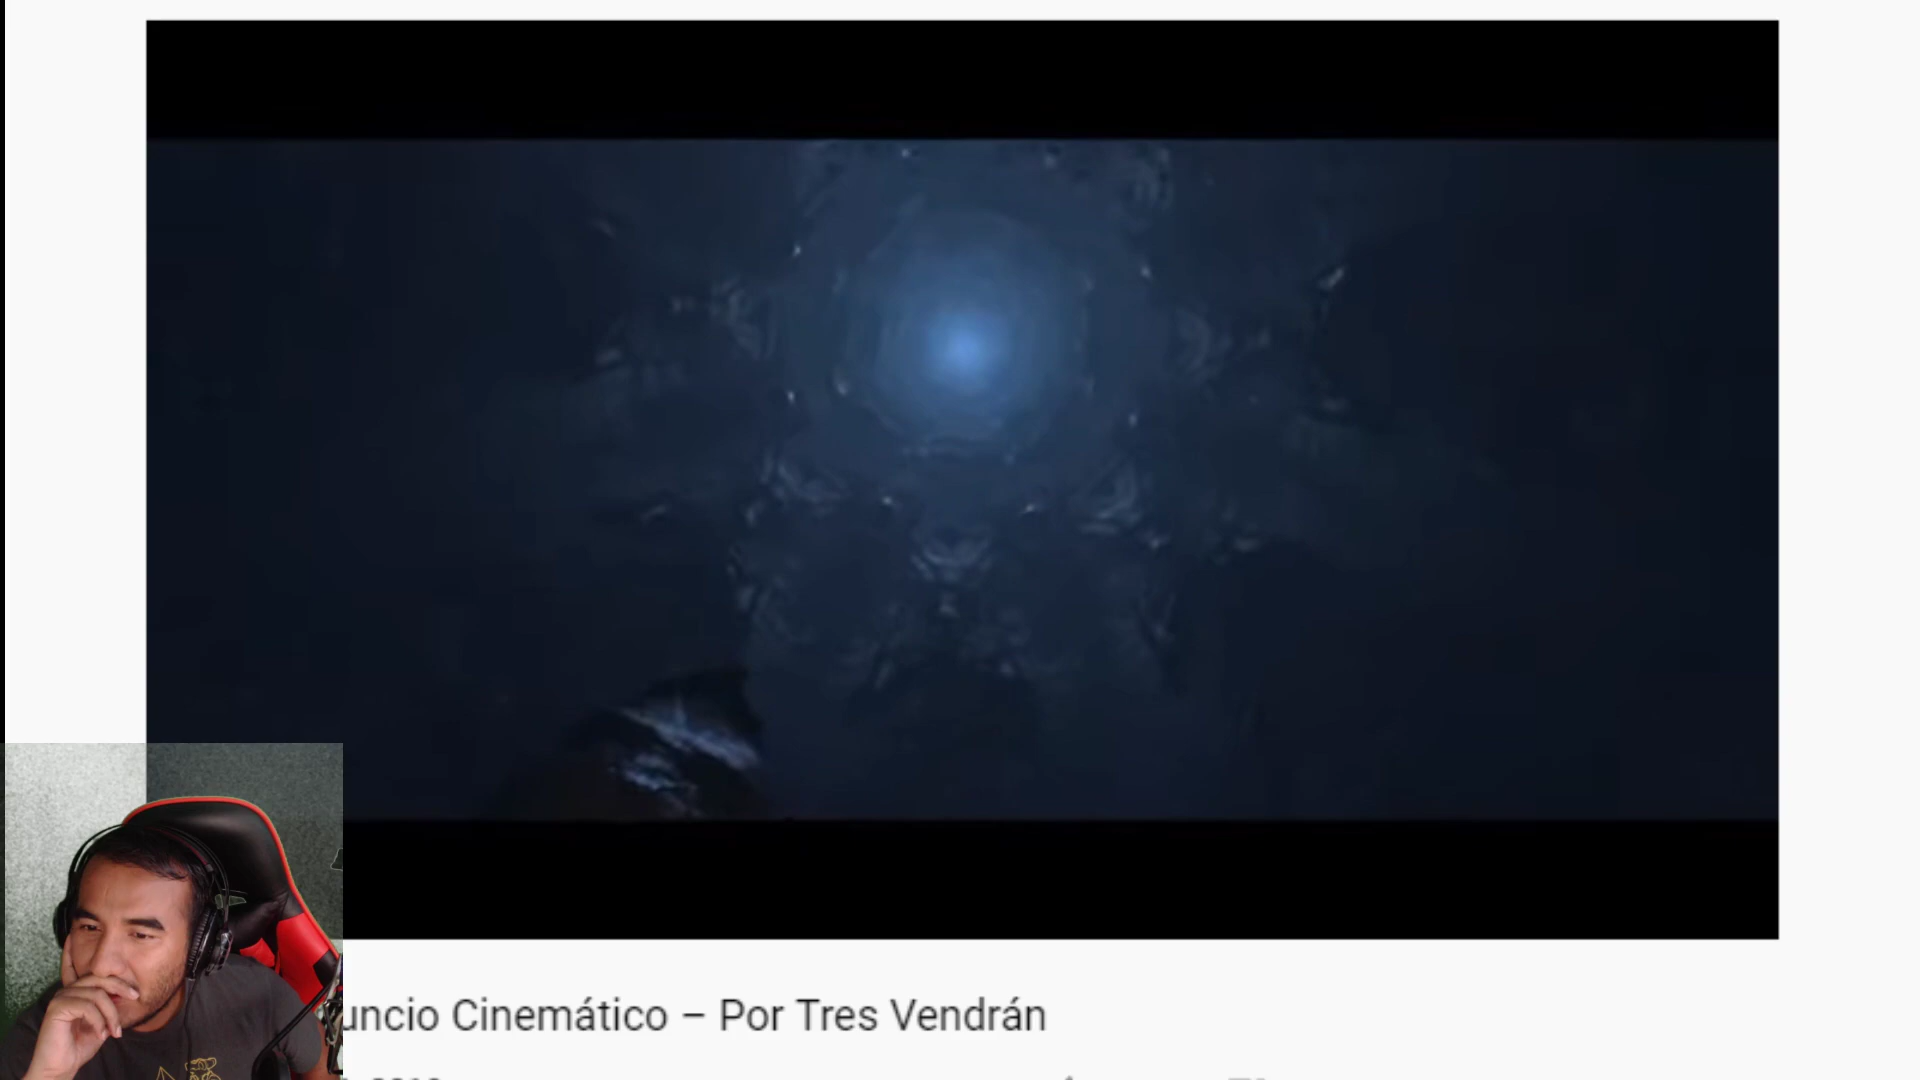 uncio Cinemático – Por Tres Vendrán